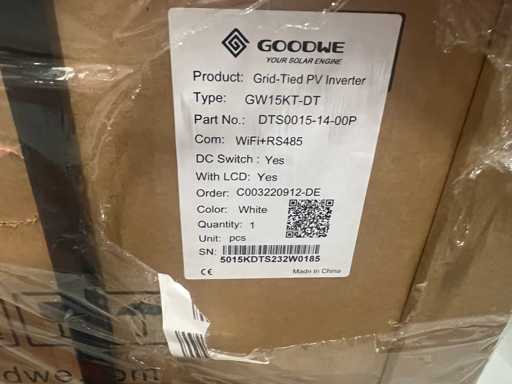 GOODWE
YOUR SOLAR ENGINE
Product: Grid-Tied PV Inverter
Type: GW15KT-DT
Part No.: DTS0015-14-00P
Com: WiFi+RS485
DC Switch : Yes
With LCD: Yes
Order: C003220912-DE
Color: White
Quantity: 1
Unit: pcs
SN:
5015KDTS232W0185
CE Made In China
dwe.com